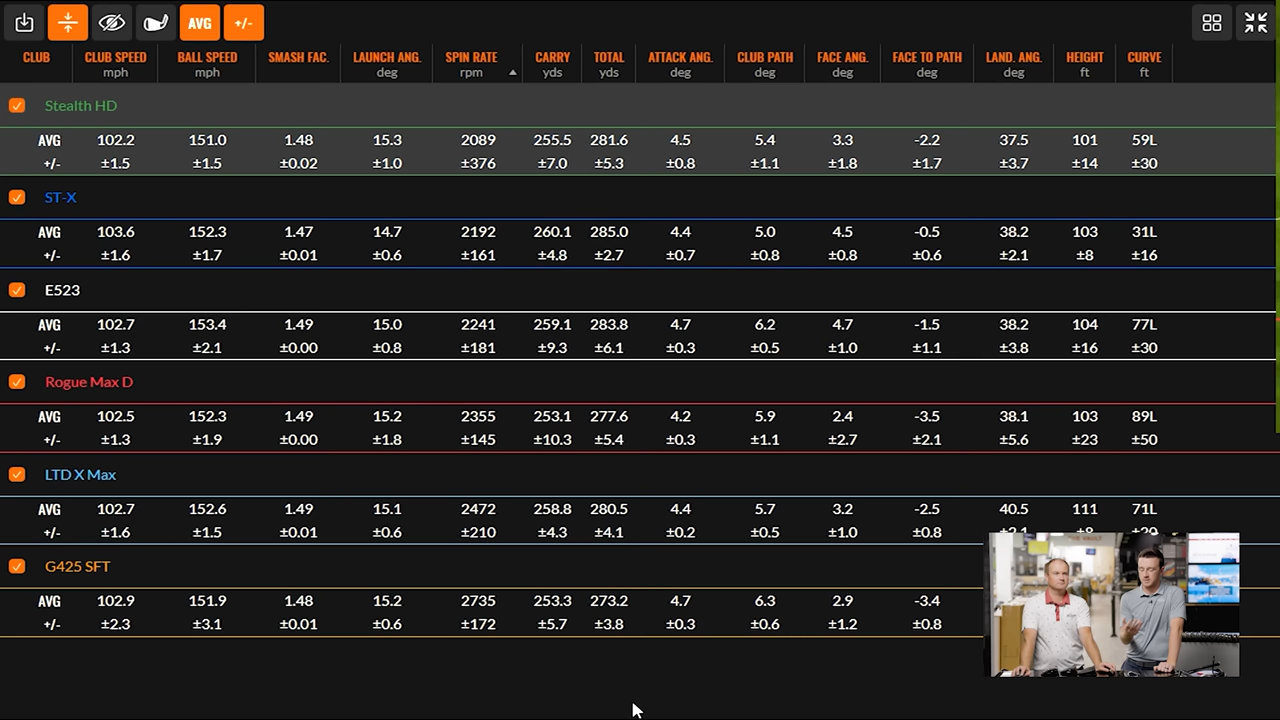 AVG +/-
CLUB CLUB SPEED BALL SPEED SMASH FAC. LAUNCH ANG. SPIN RATE CARRY TOTAL ATTACK ANG. CLUB PATH FACE ANG. FACE TO PATH LAND. ANG. HEIGHT CURVE
mph mph deg rpm yds yds deg deg deg deg deg ft ft
Stealth HD
AVG 102.2 151.0 1.48 15.3 2089 255.5 281.6 4.5 5.4 3.3 -2.2 37.5 101 59L
+/- ±1.5 ±1.5 ±0.02 ±1.0 ±376 ±7.0 ±5.3 ±0.8 ±1.1 ±1.8 ±1.7 ±3.7 ±14 ±30
ST-X
AVG 103.6 152.3 1.47 14.7 2192 260.1 285.0 4.4 5.0 4.5 -0.5 38.2 103 31L
+/- ±1.6 ±1.7 ±0.01 ±0.6 ±161 ±4.8 ±2.7 ±0.7 ±0.8 ±0.8 ±0.6 ±2.1 ±8 ±16
E523
AVG 102.7 153.4 1.49 15.0 2241 259.1 283.8 4.7 6.2 4.7 -1.5 38.2 104 77L
+/- ±1.3 ±2.1 ±0.00 ±0.8 ±181 ±9.3 ±6.1 ±0.3 ±0.5 ±1.0 ±1.1 ±3.8 ±16 ±30
Rogue Max D
AVG 102.5 152.3 1.49 15.2 2355 253.1 277.6 4.2 5.9 2.4 -3.5 38.1 103 89L
+/- ±1.3 ±1.9 ±0.00 ±1.8 ±145 ±10.3 ±5.4 ±0.3 ±1.1 ±2.7 ±2.1 ±5.6 ±23 ±50
LTD X Max
AVG 102.7 152.6 1.49 15.1 2472 258.8 280.5 4.4 5.7 3.2 -2.5 40.5 111 71L
+/- ±1.6 ±1.5 ±0.01 ±0.6 ±210 ±4.3 ±4.1 ±0.2 ±0.5 ±1.0 ±0.8
G425 SFT
AVG 102.9 151.9 1.48 15.2 2735 253.3 273.2 4.7 6.3 2.9 -3.4
+/- ±2.3 ±3.1 ±0.01 ±0.6 ±172 ±5.7 ±3.8 ±0.3 ±0.6 ±1.2 ±0.8